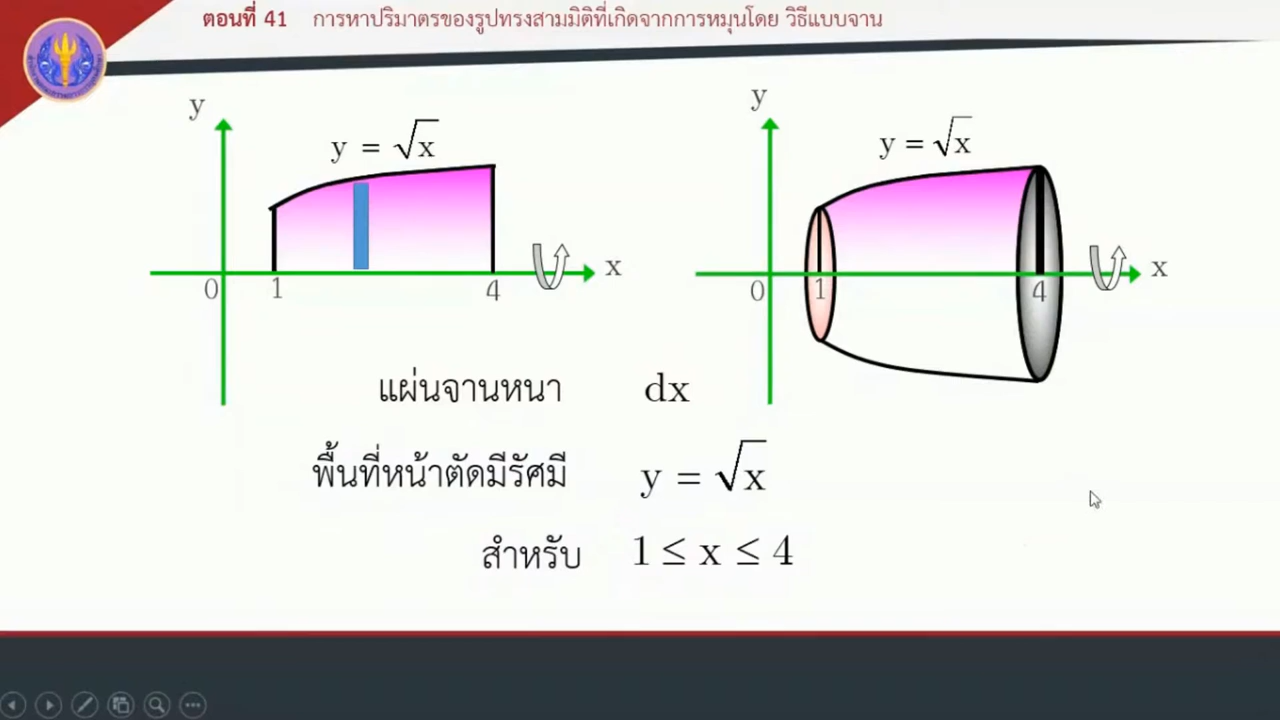 ตอนที่ 41 การหาปริมาตรของรูปทรงสามมิติที่เกิดจากการหมุนโดย วิธีแบบจาน
y
y = √x
0 1 4 x
y
y = √x
0 1 4 x
แผ่นจานหนา dx
พื้นที่หน้าตัดมีรัศมี y = √x
สำหรับ 1 ≤ x ≤ 4